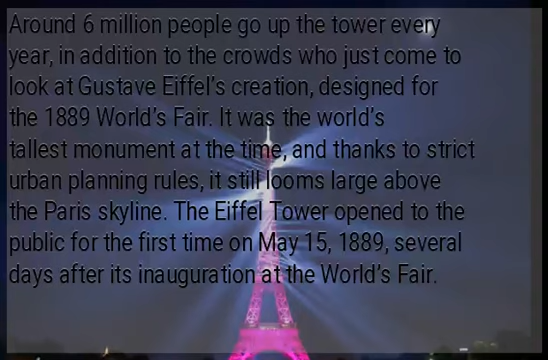 Around 6 million people go up the tower every
year, in addition to the crowds who just come to
look at Gustave Eiffel's creation, designed for
the 1889 World's Fair. It was the world's
tallest monument at the time, and thanks to strict
urban planning rules, it still looms large above
the Paris skyline. The Eiffel Tower opened to the
public for the first time on May 15, 1889, several
days after its inauguration at the World's Fair.